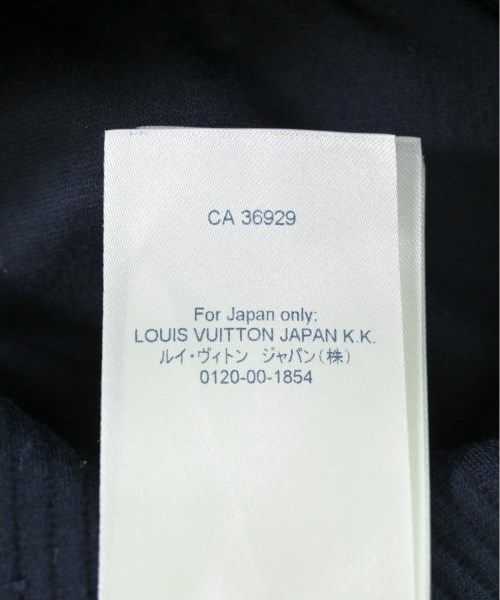 CA 36929
For Japan only:
LOUIS VUITTON JAPAN K.K.
ルイ・ヴィトン ジャパン(株)
0120-00-1854